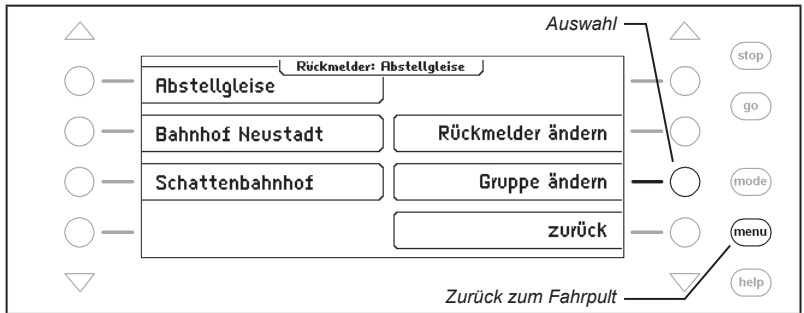 Auswahl
stop
Rückmelder: Abstellgleise
Abstellgleise
go
Bahnhof Neustadt
Rückmelder ändern
Schattenbahnhof
Gruppe ändern
mode
zurück
menu
help
Zurück zum Fahrpult